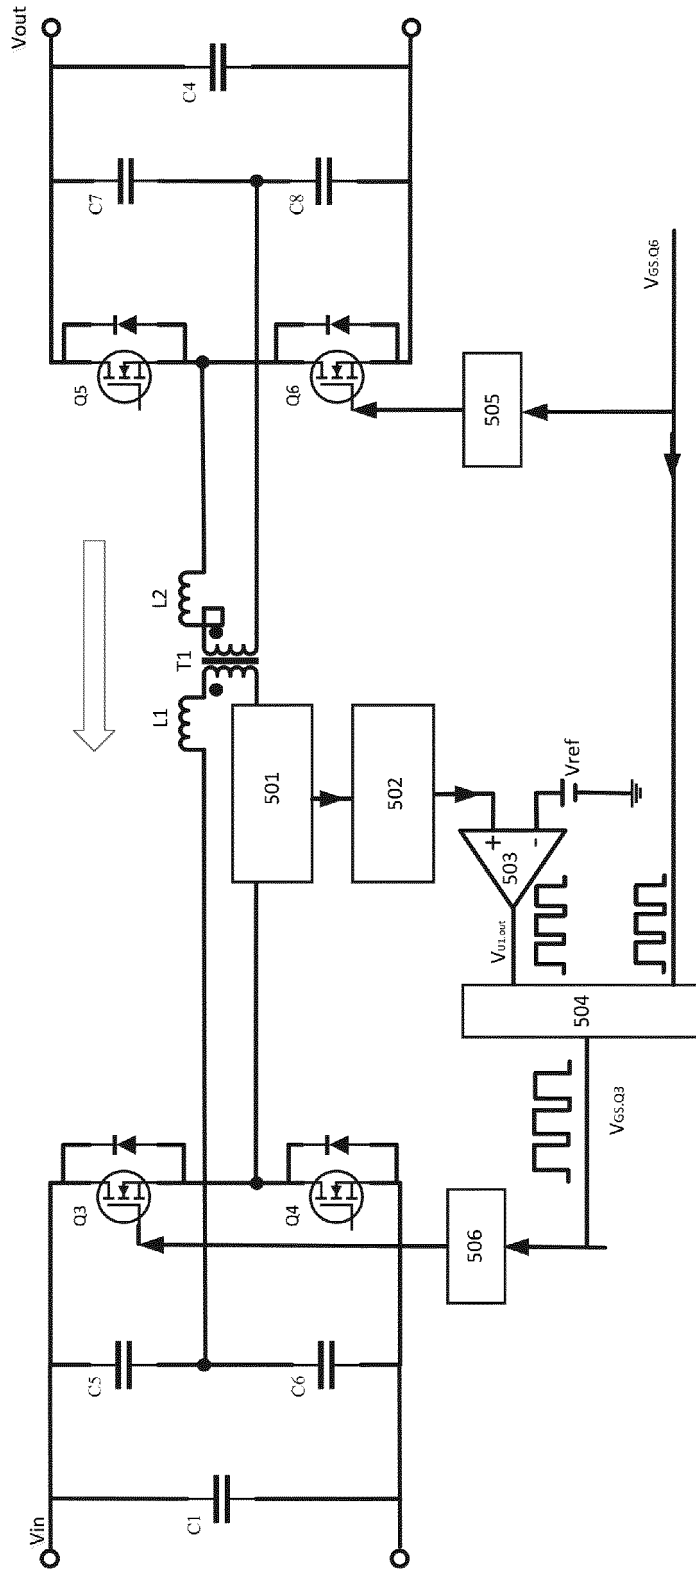 Vin
Vout
C1
C5
C6
Q3
Q4
L1
T1
L2
Q5
Q6
C7
C8
C4
501
502
+
-
503
Vref
VU1.out
504
505
506
VGS.Q3
VGS.Q6